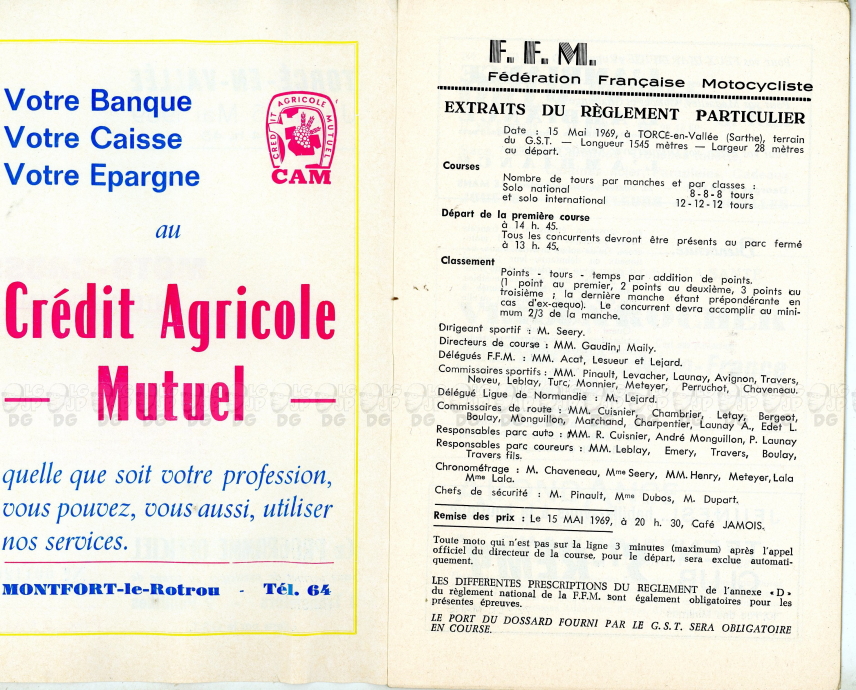 Votre Banque
Votre Caisse
Votre Epargne
CREDIT AGRICOLE MUTUEL
CAM
au
Crédit Agricole
— Mutuel —
quelle que soit votre profession,
vous pouvez, vous aussi, utiliser
nos services.
MONTFORT-le-Rotrou - Tél. 64
F. F. M.
Fédération Française Motocycliste
EXTRAITS DU RÈGLEMENT PARTICULIER
Date : 15 Mai 1969, à TORCÉ-en-Vallée (Sarthe), terrain
du G.S.T. — Longueur 1545 mètres — Largeur 28 mètres
au départ.
Courses
Nombre de tours par manches et par classes :
Solo national 8-8-8 tours
et solo international 12-12-12 tours
Départ de la première course
à 14 h. 45.
Tous les concurrents devront être présents au parc fermé
à 13 h. 45.
Classement
Points - tours - temps par addition de points.
(1 point au premier, 2 points au deuxième, 3 points au
troisième ; la dernière manche étant prépondérante en
cas d'ex-aequo). Le concurrent devra accomplir au mini-
mum 2/3 de la manche.
Dirigeant sportif : M. Seery.
Directeurs de course : MM. Gaudin, Maily.
Délégués F.F.M. : MM. Acat, Lesueur et Lejard.
Commissaires sportifs : MM. Pinault, Levacher, Launay, Avignon, Travers,
Neveu, Leblay, Turc, Monnier, Meteyer, Perruchot, Chaveneau.
Délégué Ligue de Normandie : M. Lejard.
Commissaires de route : MM. Cuisnier, Chambrier, Letay, Bergeot,
Boulay, Monguillon, Marchand, Charpentier, Launay A., Edet L.
Responsables parc auto : MM. R. Cuisnier, André Monguillon, P. Launay
Responsables parc coureurs : MM. Leblay, Emery, Travers, Boulay,
Travers fils.
Chronométrage : M. Chaveneau, Mme Seery, MM. Henry, Meteyer, Lala
Mme Lala.
Chefs de sécurité : M. Pinault, Mme Dubos, M. Dupart.
Remise des prix : Le 15 MAI 1969, à 20 h. 30, Café JAMOIS.
Toute moto qui n'est pas sur la ligne 3 minutes (maximum) après l'appel
officiel du directeur de la course, pour le départ, sera exclue automati-
quement.
LES DIFFERENTES PRESCRIPTIONS DU REGLEMENT de l'annexe « D »
du règlement national de la F.F.M. sont également obligatoires pour les
présentes épreuves.
LE PORT DU DOSSARD FOURNI PAR LE G.S.T. SERA OBLIGATOIRE
EN COURSE.